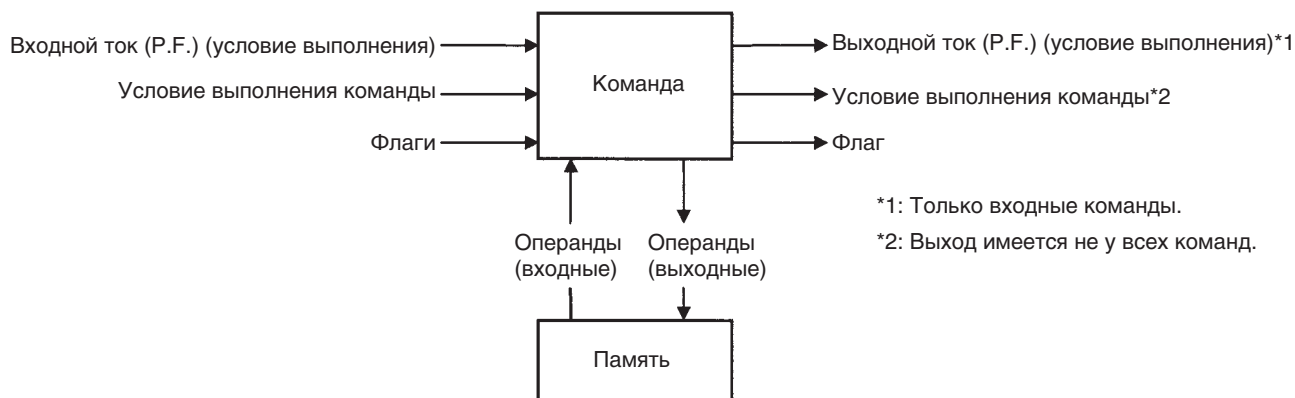 Входной ток (P.F.) (условие выполнения)
Условие выполнения команды
Флаги
Команда
Выходной ток (P.F.) (условие выполнения)*1
Условие выполнения команды*2
Флаг
*1: Только входные команды.
*2: Выход имеется не у всех команд.
Операнды
(входные)
Операнды
(выходные)
Память